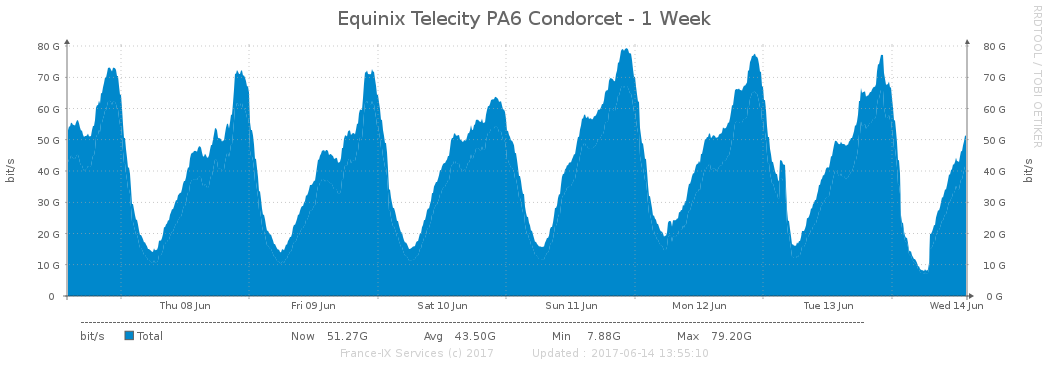 Equinix Telecity PA6 Condorcet - 1 Week
RRDTOOL / TOBI OETIKER
80 G 80 G
70 G 70 G
60 G 60 G
50 G 50 G
40 G 40 G
30 G 30 G
20 G 20 G
10 G 10 G
0 0 G
bit/s bit/s
Thu 08 Jun Fri 09 Jun Sat 10 Jun Sun 11 Jun Mon 12 Jun Tue 13 Jun Wed 14 Jun
bit/s Total Now 51.27G Avg 43.50G Min 7.88G Max 79.20G
France-IX Services (c) 2017 Updated : 2017-06-14 13:55:10